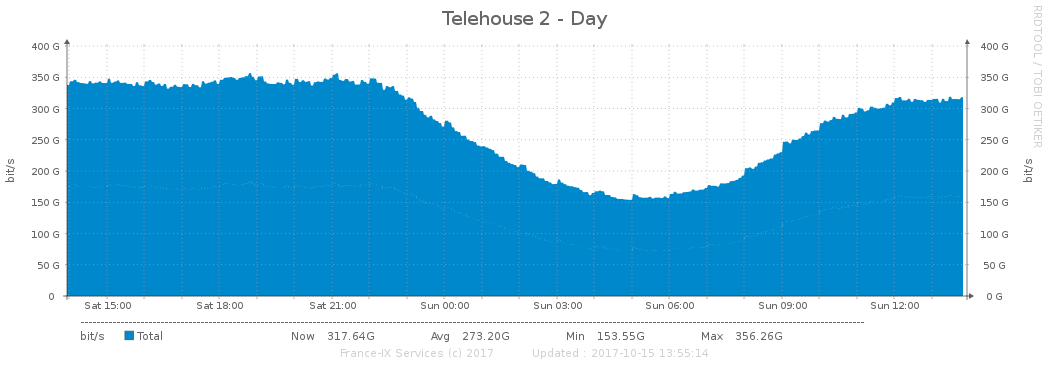 Telehouse 2 - Day
RRDTOOL / TOBI OETIKER
400 G 400 G
350 G 350 G
300 G 300 G
250 G 250 G
200 G 200 G
150 G 150 G
100 G 100 G
50 G 50 G
0 0 G
bit/s bit/s
Sat 15:00 Sat 18:00 Sat 21:00 Sun 00:00 Sun 03:00 Sun 06:00 Sun 09:00 Sun 12:00
bit/s Total Now 317.64G Avg 273.20G Min 153.55G Max 356.26G
France-IX Services (c) 2017 Updated : 2017-10-15 13:55:14